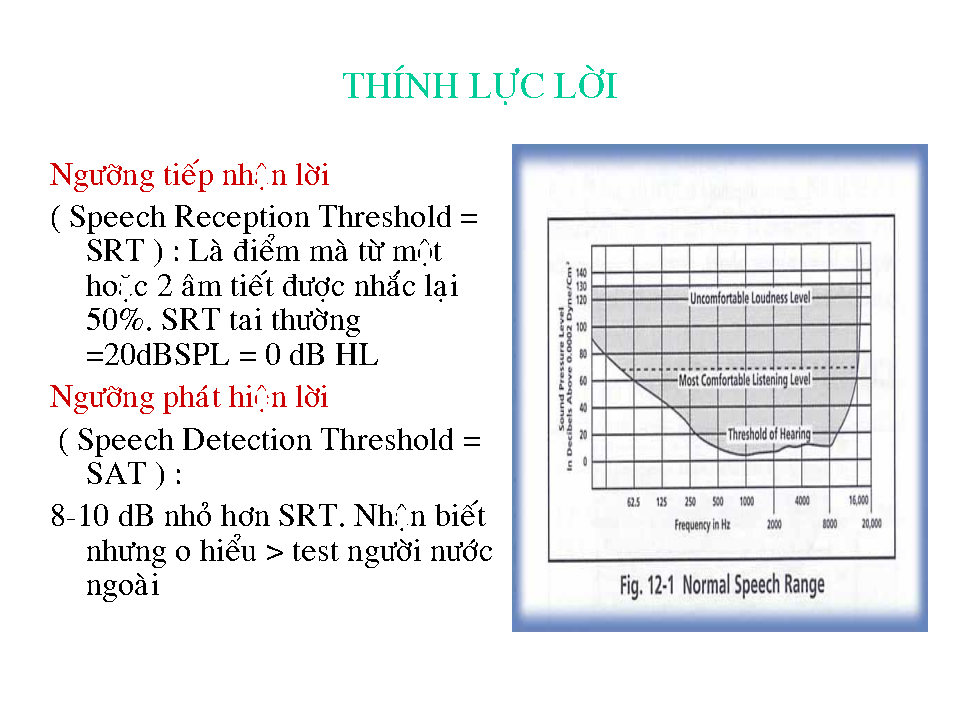 THÍNH LỰC LỜI
Ngưỡng tiếp nhận lời
( Speech Reception Threshold =
SRT ) : Là điểm mà từ một
hoặc 2 âm tiết được nhắc lại
50%. SRT tai thường
=20dBSPL = 0 dB HL
Ngưỡng phát hiện lời
( Speech Detection Threshold =
SAT ) :
8-10 dB nhỏ hơn SRT. Nhận biết
nhưng o hiểu > test người nước
ngoài
Sound Pressure Level
In Decibels Above 0.0002 Dyne/Cm²
140
130
120
100
80
60
40
20
0
Uncomfortable Loudness Level
Most Comfortable Listening Level
Threshold of Hearing
62.5 125 250 500 1000 4000 16,000
2000 8000 20,000
Frequency in Hz
Fig. 12-1 Normal Speech Range